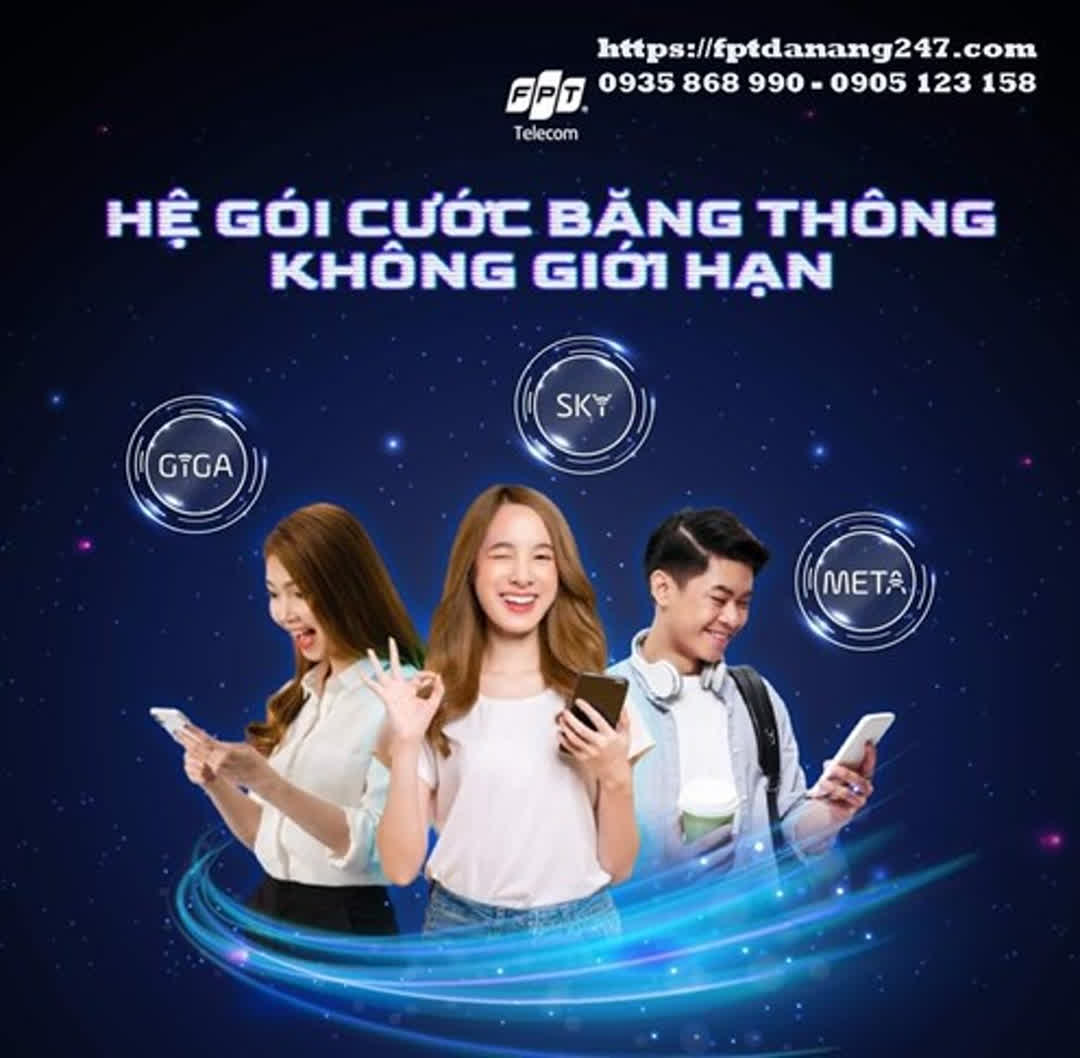 https://fptdanang247.com
0935 868 990 - 0905 123 158
FPT
Telecom
HỆ GÓI CƯỚC BĂNG THÔNG
KHÔNG GIỚI HẠN
SKY
GIGA
META